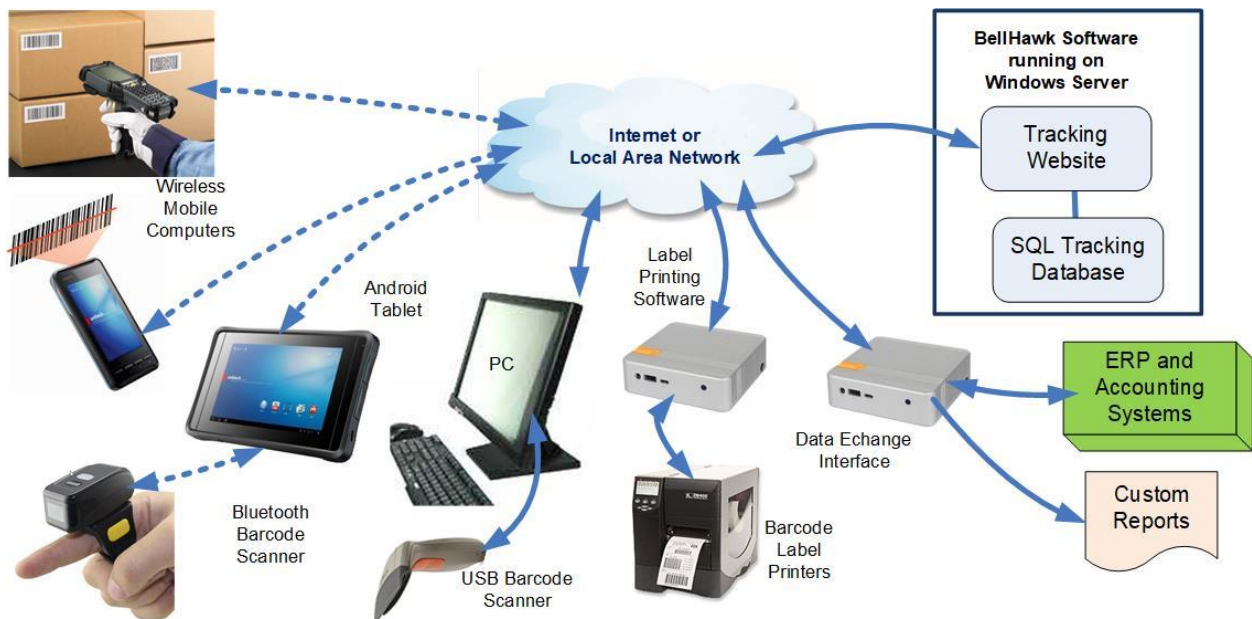 BellHawk Software
running on
Windows Server
Tracking
Website
SQL Tracking
Database
Internet or
Local Area Network
Wireless
Mobile
Computers
Android
Tablet
PC
Label
Printing
Software
ERP and
Accounting
Systems
Data Echange
Interface
Custom
Reports
Bluetooth
Barcode
Scanner
USB Barcode
Scanner
Barcode
Label
Printers